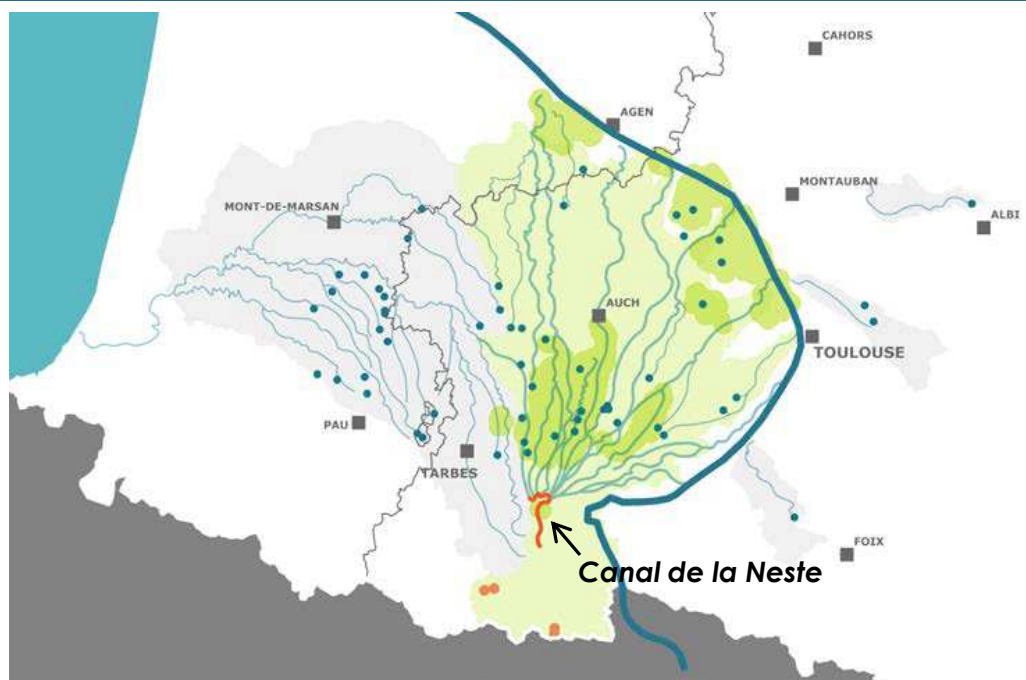 CAHORS
AGEN
MONTAUBAN
MONT-DE-MARSAN
ALBI
AUCH
TOULOUSE
PAU
TARBES
FOIX
Canal de la Neste